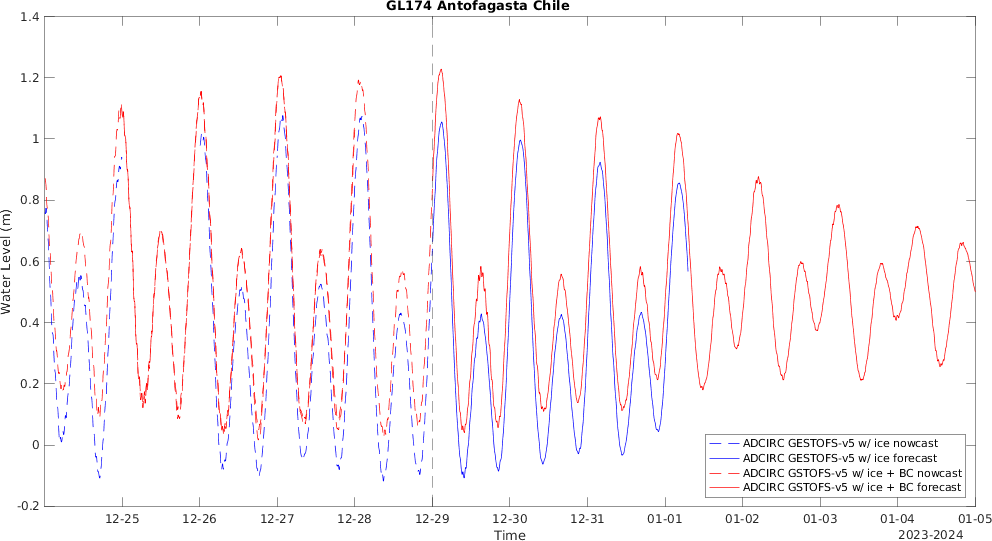 GL174 Antofagasta Chile
1.4
1.2
1
0.8
0.6
0.4
0.2
0
-0.2
Water Level (m)
ADCIRC GESTOFS-v5 w/ ice nowcast
ADCIRC GESTOFS-v5 w/ ice forecast
ADCIRC GSTOFS-v5 w/ ice + BC nowcast
ADCIRC GSTOFS-v5 w/ ice + BC forecast
12-25 12-26 12-27 12-28 12-29 12-30 12-31 01-01 01-02 01-03 01-04 01-05
Time
2023-2024